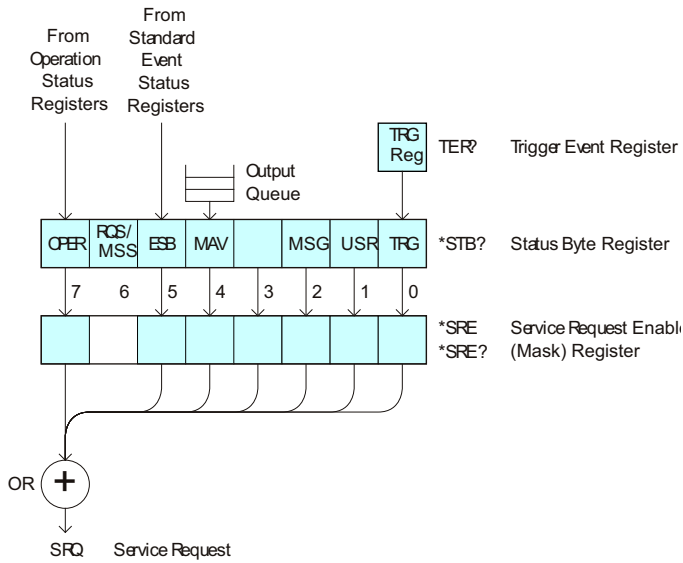 From
Operation
Status
Registers
From
Standard
Event
Status
Registers
Output
Queue
TRG
Reg
TER? Trigger Event Register
OPER RQS/
MSS ESB MAV MSG USR TRG *STB? Status Byte Register
7 6 5 4 3 2 1 0
*SRE Service Request Enabl
*SRE? (Mask) Register
OR +
SRQ Service Request